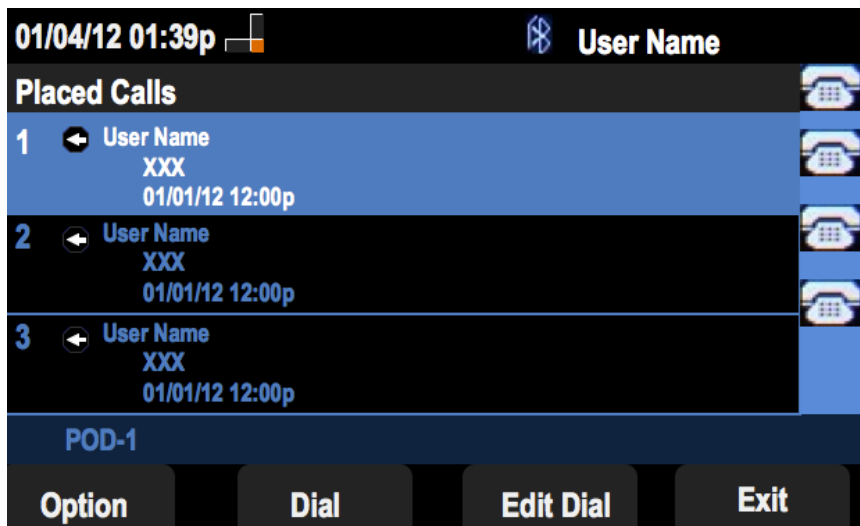 01/04/12 01:39p User Name
Placed Calls
1 User Name
XXX
01/01/12 12:00p
2 User Name
XXX
01/01/12 12:00p
3 User Name
XXX
01/01/12 12:00p
POD-1
Option Dial Edit Dial Exit